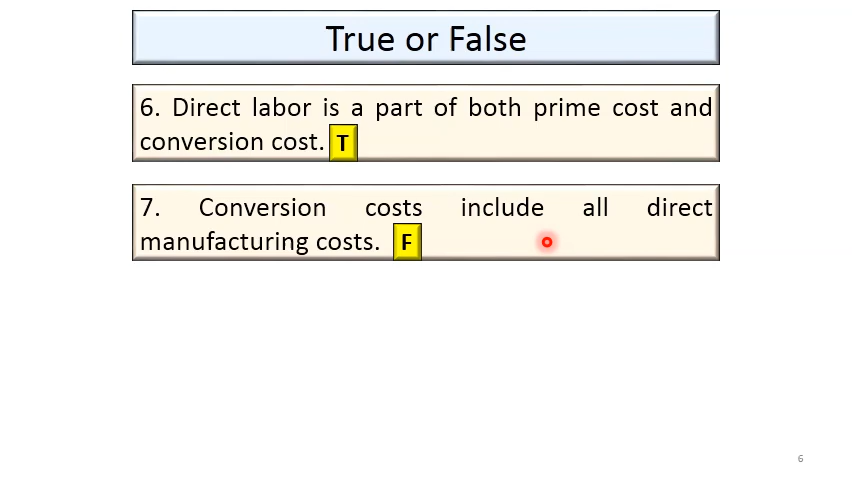 True or False
6. Direct labor is a part of both prime cost and
conversion cost. T
7. Conversion costs include all direct
manufacturing costs. F
6